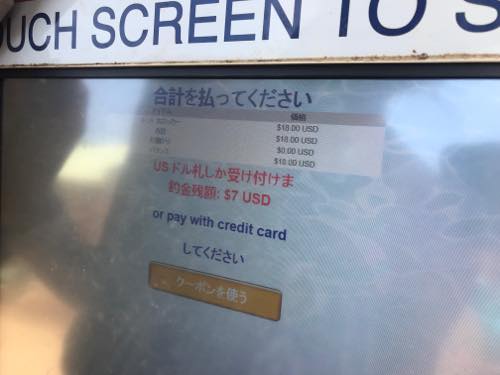 OUCH SCREEN TO S
合計を払ってください
価格
$18.00 USD
$18.00 USD
$0.00 USD
$18.00 USD
USドル札しか受け付けま
釣金残額: $7 USD
or pay with credit card
してください
クーポンを使う